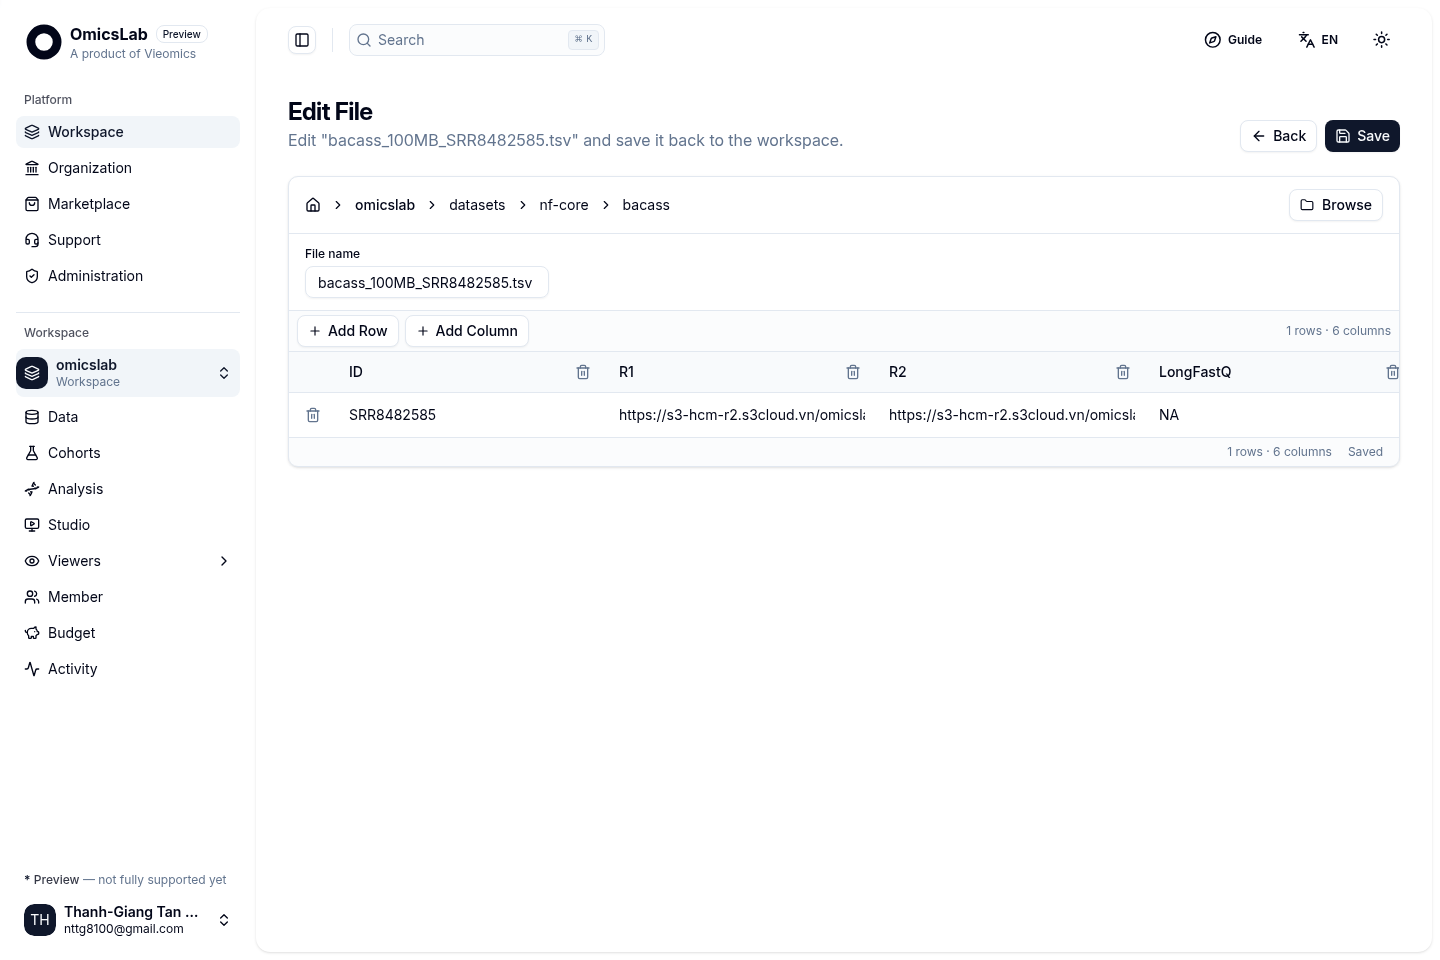 OmicsLab Preview
A product of Vieomics
Platform
Workspace
Organization
Marketplace
Support
Administration
Workspace
omicslab
Workspace
Data
Cohorts
Analysis
Studio
Viewers
Member
Budget
Activity
* Preview — not fully supported yet
TH
Thanh-Giang Tan ...
nttg8100@gmail.com
Search ⌘ K
Guide
EN
Edit File
Edit "bacass_100MB_SRR8482585.tsv" and save it back to the workspace.
Back
Save
omicslab datasets nf-core bacass
Browse
File name
bacass_100MB_SRR8482585.tsv
Add Row Add Column 1 rows · 6 columns
ID R1 R2 LongFastQ
SRR8482585 https://s3-hcm-r2.s3cloud.vn/omicsla https://s3-hcm-r2.s3cloud.vn/omicsla NA
1 rows · 6 columns Saved